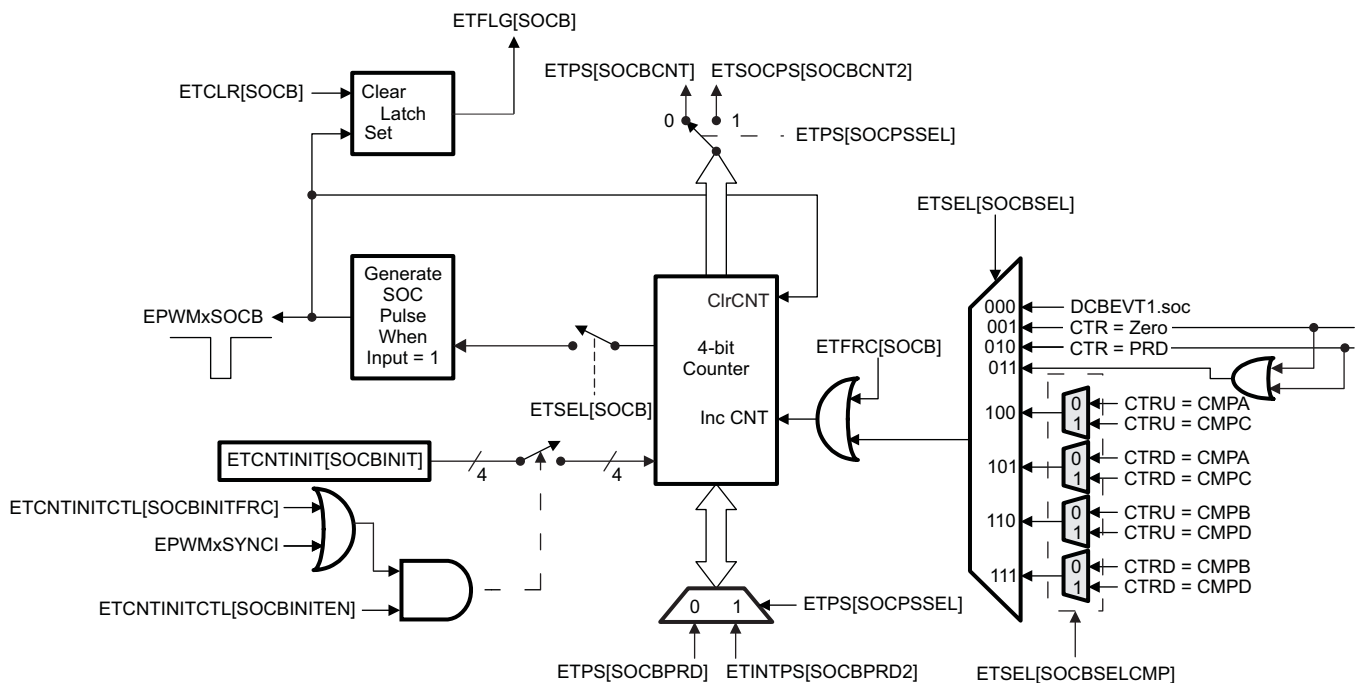 ETFLG[SOCB]
ETPS[SOCBCNT] ETSOCPS[SOCBCNT2]
ETCLR[SOCB]
Clear
Latch
Set
0 1
ETPS[SOCPSSEL]
ETSEL[SOCBSEL]
Generate
SOC
Pulse
When
Input = 1
EPWMxSOCB
ClrCNT
4-bit
Counter
Inc CNT
ETSEL[SOCB]
ETFRC[SOCB]
000 DCBEVT1.soc
001 CTR = Zero
010 CTR = PRD
011
100
0 CTRU = CMPA
1 CTRU = CMPC
101
0 CTRD = CMPA
1 CTRD = CMPC
110
0 CTRU = CMPB
1 CTRU = CMPD
111
0 CTRD = CMPB
1 CTRD = CMPD
ETCNTINIT[SOCBINIT]
4 4
ETCNTINITCTL[SOCBINITFRC]
EPWMxSYNCI
ETCNTINITCTL[SOCBINITEN]
0 1
ETPS[SOCPSSEL]
ETPS[SOCBPRD] ETINTPS[SOCBPRD2]
ETSEL[SOCBSELCMP]